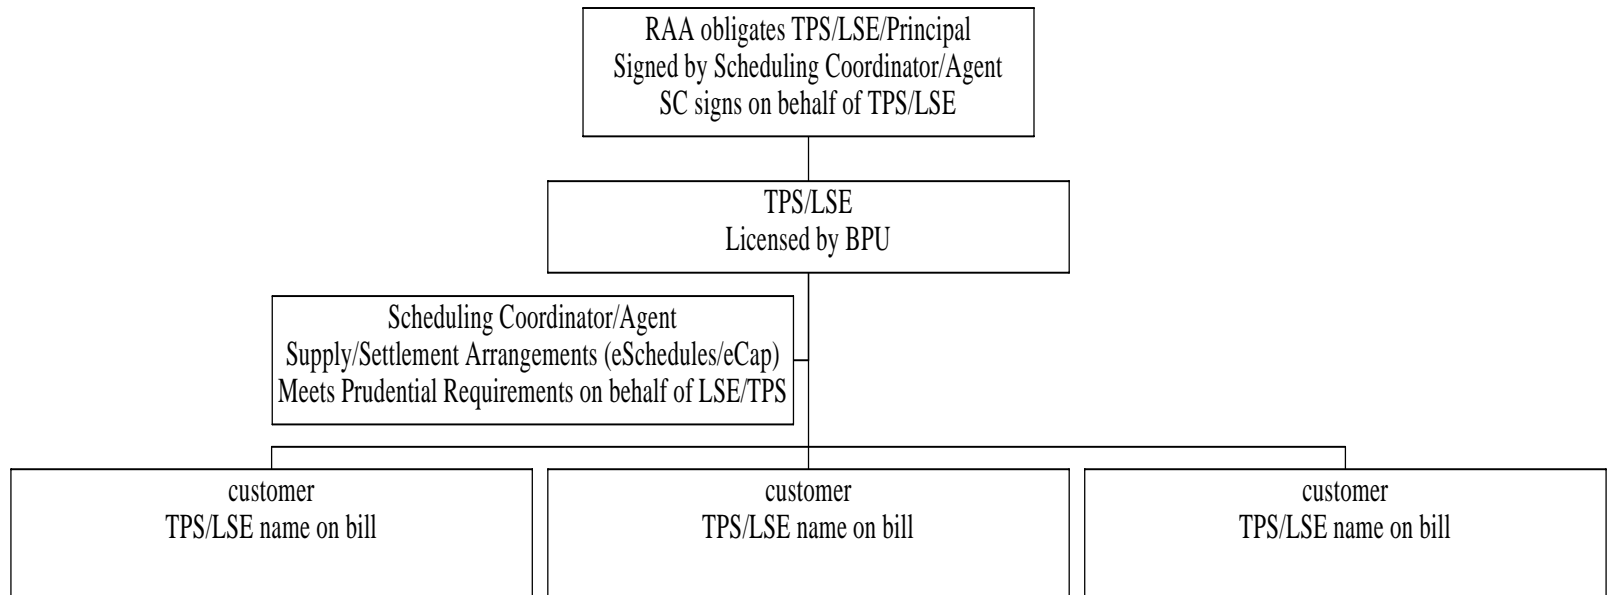 RAA obligates TPS/LSE/Principal
Signed by Scheduling Coordinator/Agent
SC signs on behalf of TPS/LSE
TPS/LSE
Licensed by BPU
Scheduling Coordinator/Agent
Supply/Settlement Arrangements (eSchedules/eCap)
Meets Prudential Requirements on behalf of LSE/TPS
customer
TPS/LSE name on bill
customer
TPS/LSE name on bill
customer
TPS/LSE name on bill